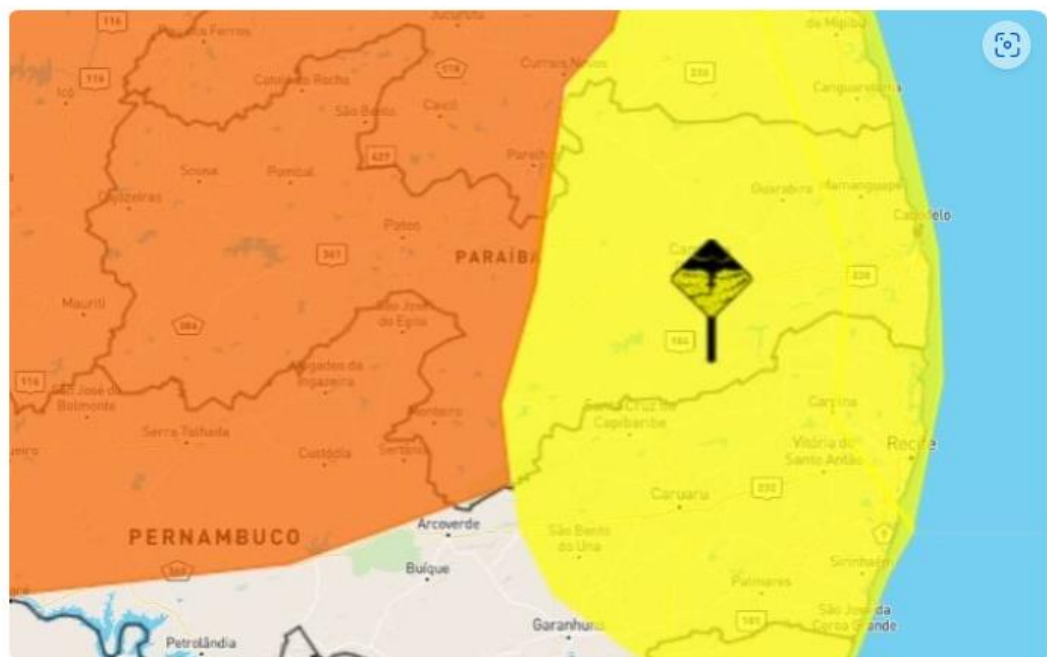 116
Jucurutu
Pau dos Ferros
de Mipibu
116
Icó
Catolé do Rocha
Currais Novos
230
Canguaretama
São Bento
Caicó
427
Parelhas
Sousa
Pombal
Guarabira
Mamanguape
Cajazeiras
Cabedelo
Patos
361
PARAÍBA
230
Mauriti
São José
do Egito
104
116
Afogados da
Ingazeira
São José do
Belmonte
Monteiro
Santa Cruz do
Capibaribe
Carpina
Serra Talhada
Custódia
Sertânia
Vitória de
Santo Antão
Recife
Caruaru
232
Arcoverde
PERNAMBUCO
São Bento
do Una
Buíque
Sirinhaém
Palmares
Garanhuns
São José da
Coroa Grande
Petrolândia